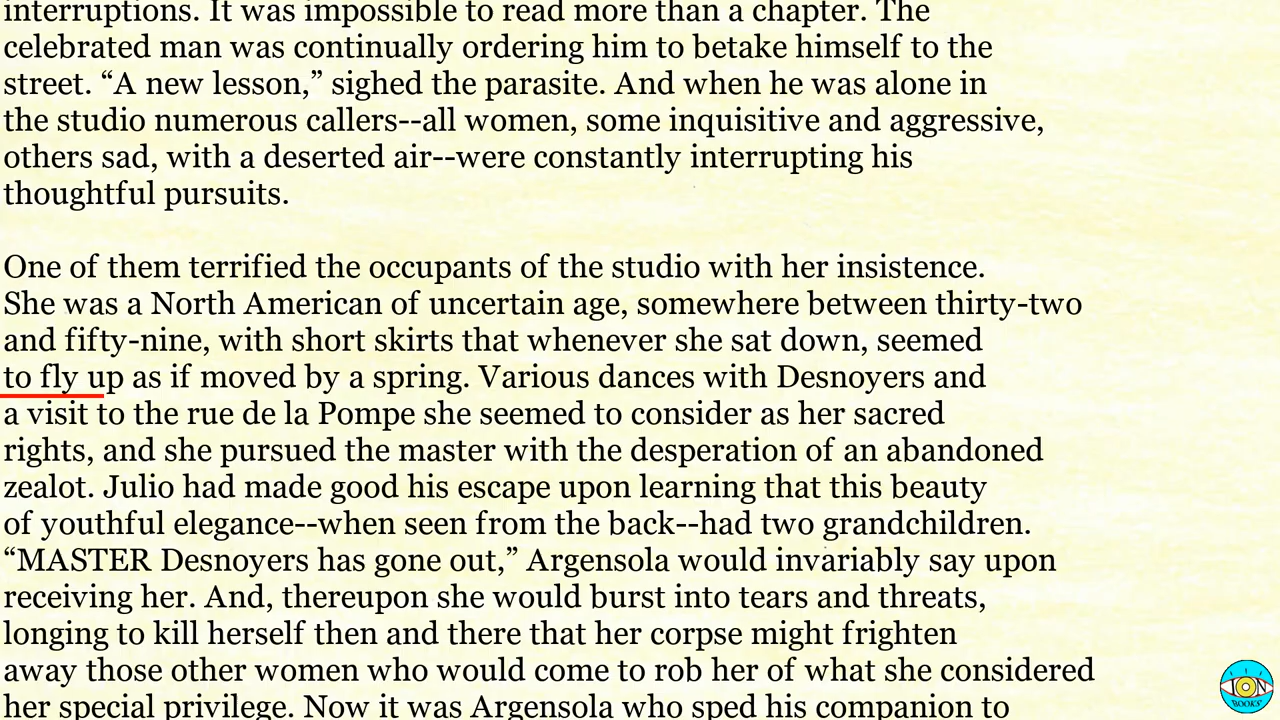 interruptions. It was impossible to read more than a chapter. The
celebrated man was continually ordering him to betake himself to the
street. “A new lesson,” sighed the parasite. And when he was alone in
the studio numerous callers--all women, some inquisitive and aggressive,
others sad, with a deserted air--were constantly interrupting his
thoughtful pursuits.
One of them terrified the occupants of the studio with her insistence.
She was a North American of uncertain age, somewhere between thirty-two
and fifty-nine, with short skirts that whenever she sat down, seemed
to fly up as if moved by a spring. Various dances with Desnoyers and
a visit to the rue de la Pompe she seemed to consider as her sacred
rights, and she pursued the master with the desperation of an abandoned
zealot. Julio had made good his escape upon learning that this beauty
of youthful elegance--when seen from the back--had two grandchildren.
“MASTER Desnoyers has gone out,” Argensola would invariably say upon
receiving her. And, thereupon she would burst into tears and threats,
longing to kill herself then and there that her corpse might frighten
away those other women who would come to rob her of what she considered
her special privilege. Now it was Argensola who sped his companion to
ION
BOOKS